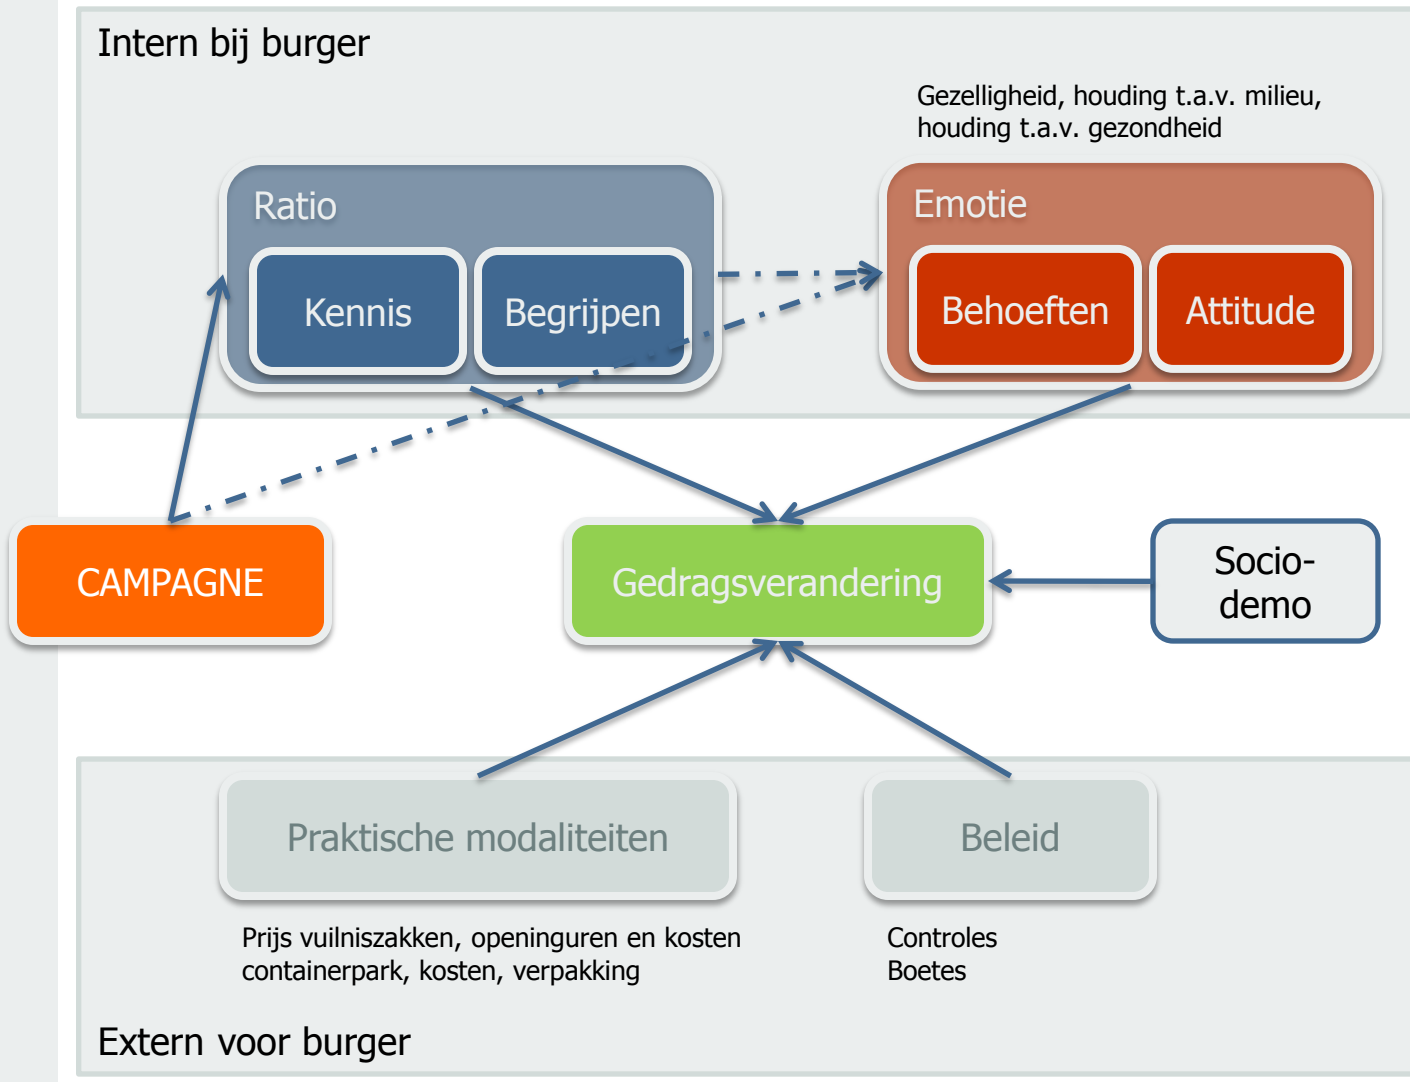 Intern bij burger
Gezelligheid, houding t.a.v. milieu,
houding t.a.v. gezondheid
Ratio
Kennis
Begrijpen
Emotie
Behoeften
Attitude
CAMPAGNE
Gedragsverandering
Socio-
demo
Praktische modaliteiten
Beleid
Prijs vuilniszakken, openinguren en kosten
containerpark, kosten, verpakking
Controles
Boetes
Extern voor burger